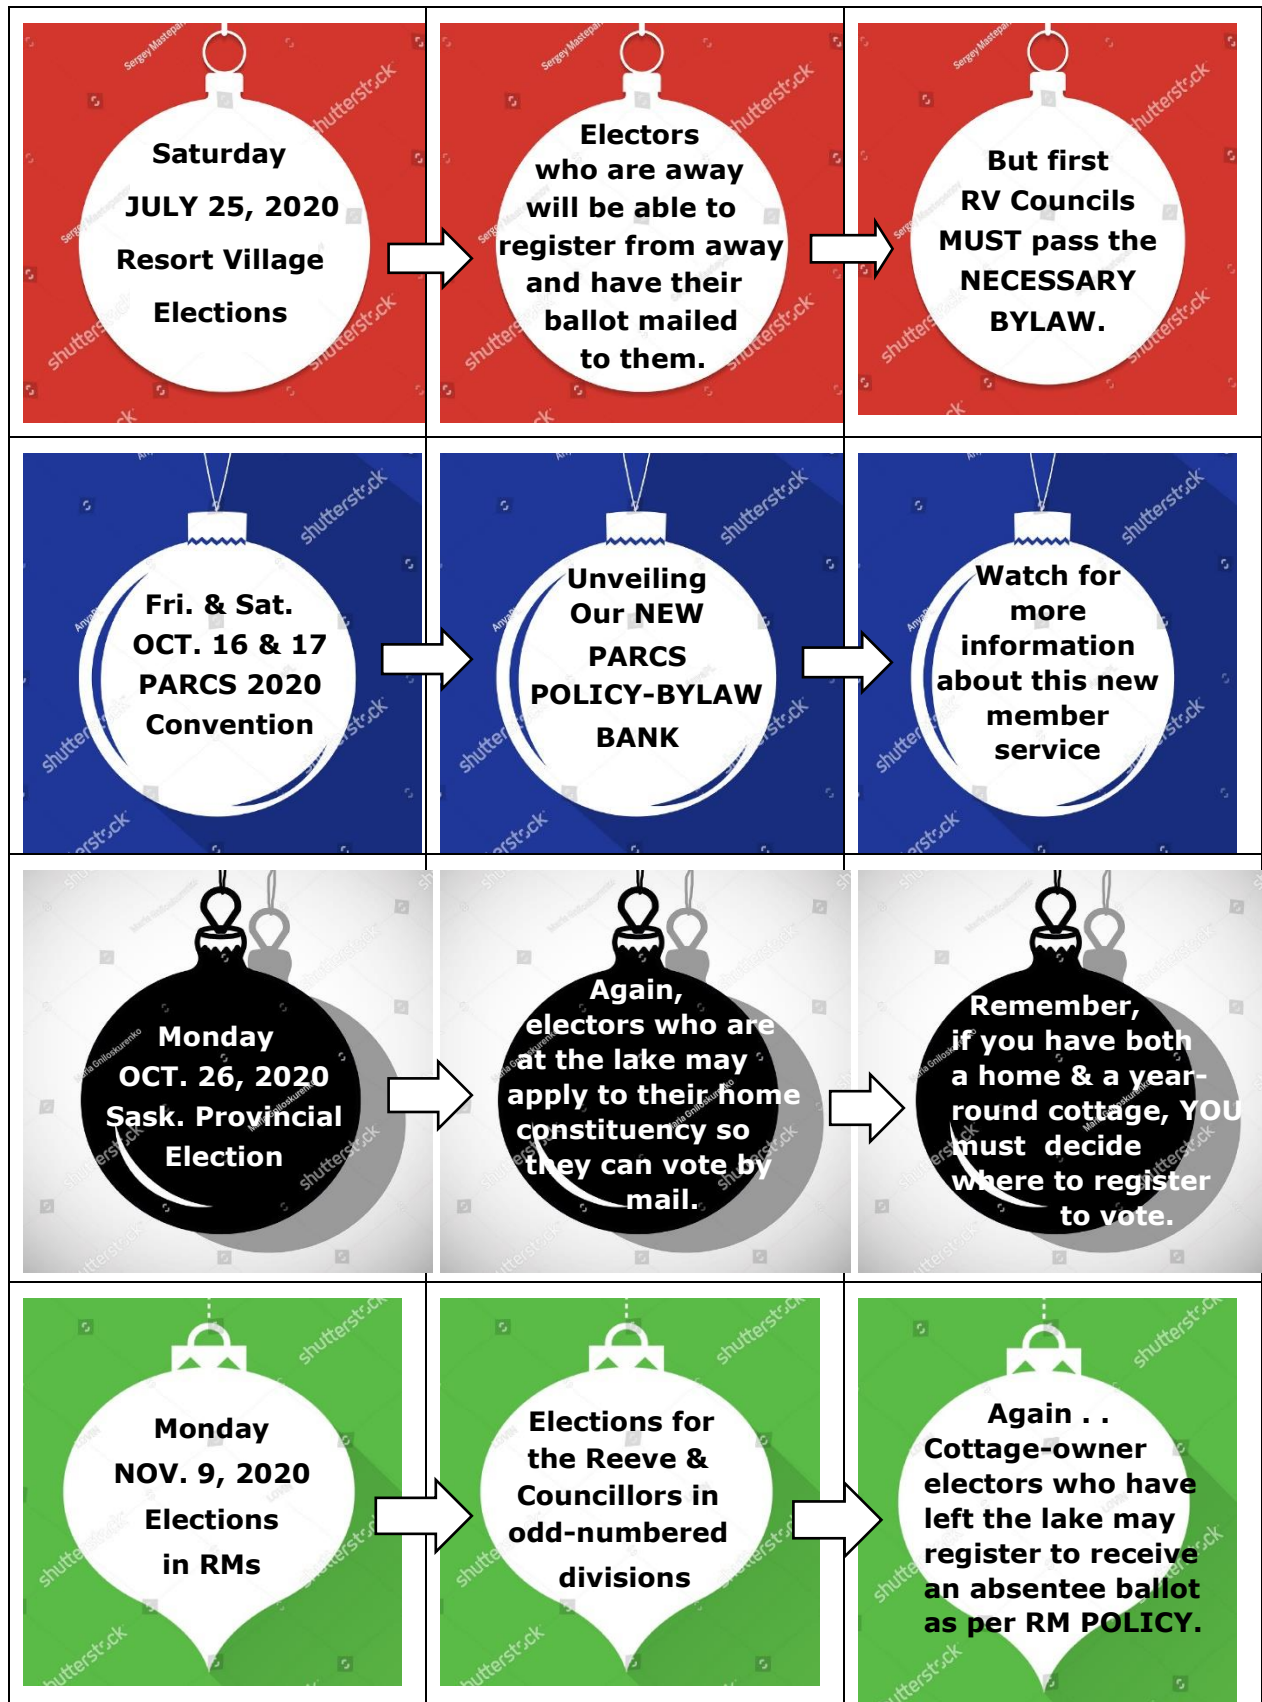 Saturday
JULY 25, 2020
Resort Village
Elections
Electors
who are away
will be able to
register from away
and have their
ballot mailed
to them.
But first
RV Councils
MUST pass the
NECESSARY
BYLAW.
Fri. & Sat.
OCT. 16 & 17
PARCS 2020
Convention
Unveiling
Our NEW
PARCS
POLICY-BYLAW
BANK
Watch for
more
information
about this new
member
service
Monday
OCT. 26, 2020
Sask. Provincial
Election
Again,
electors who are
at the lake may
apply to their home
constituency so
they can vote by
mail.
Remember,
if you have both
a home & a year-
round cottage, YOU
must decide
where to register
to vote.
Monday
NOV. 9, 2020
Elections
in RMs
Elections for
the Reeve &
Councillors in
odd-numbered
divisions
Again . .
Cottage-owner
electors who have
left the lake may
register to receive
an absentee ballot
as per RM POLICY.